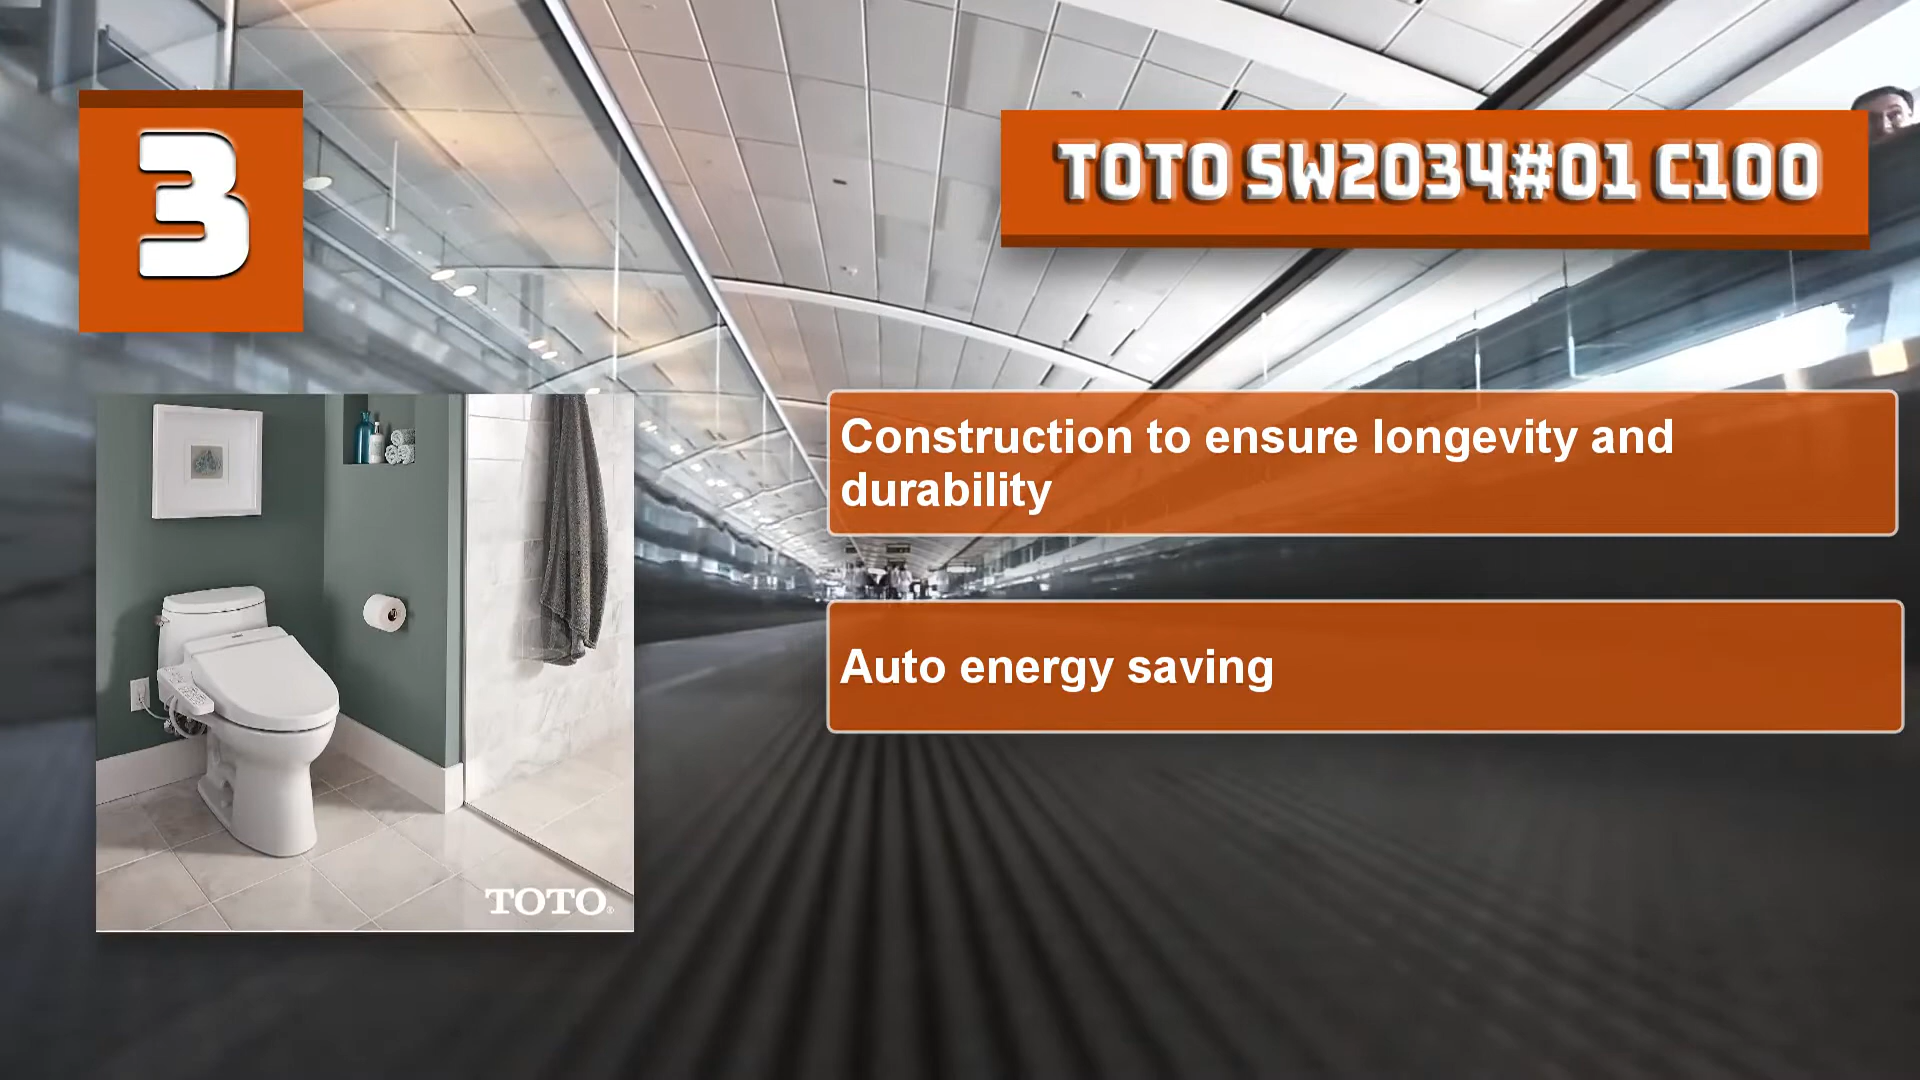 3
TOTO SW2034#01 C100
Construction to ensure longevity and
durability
Auto energy saving
TOTO®